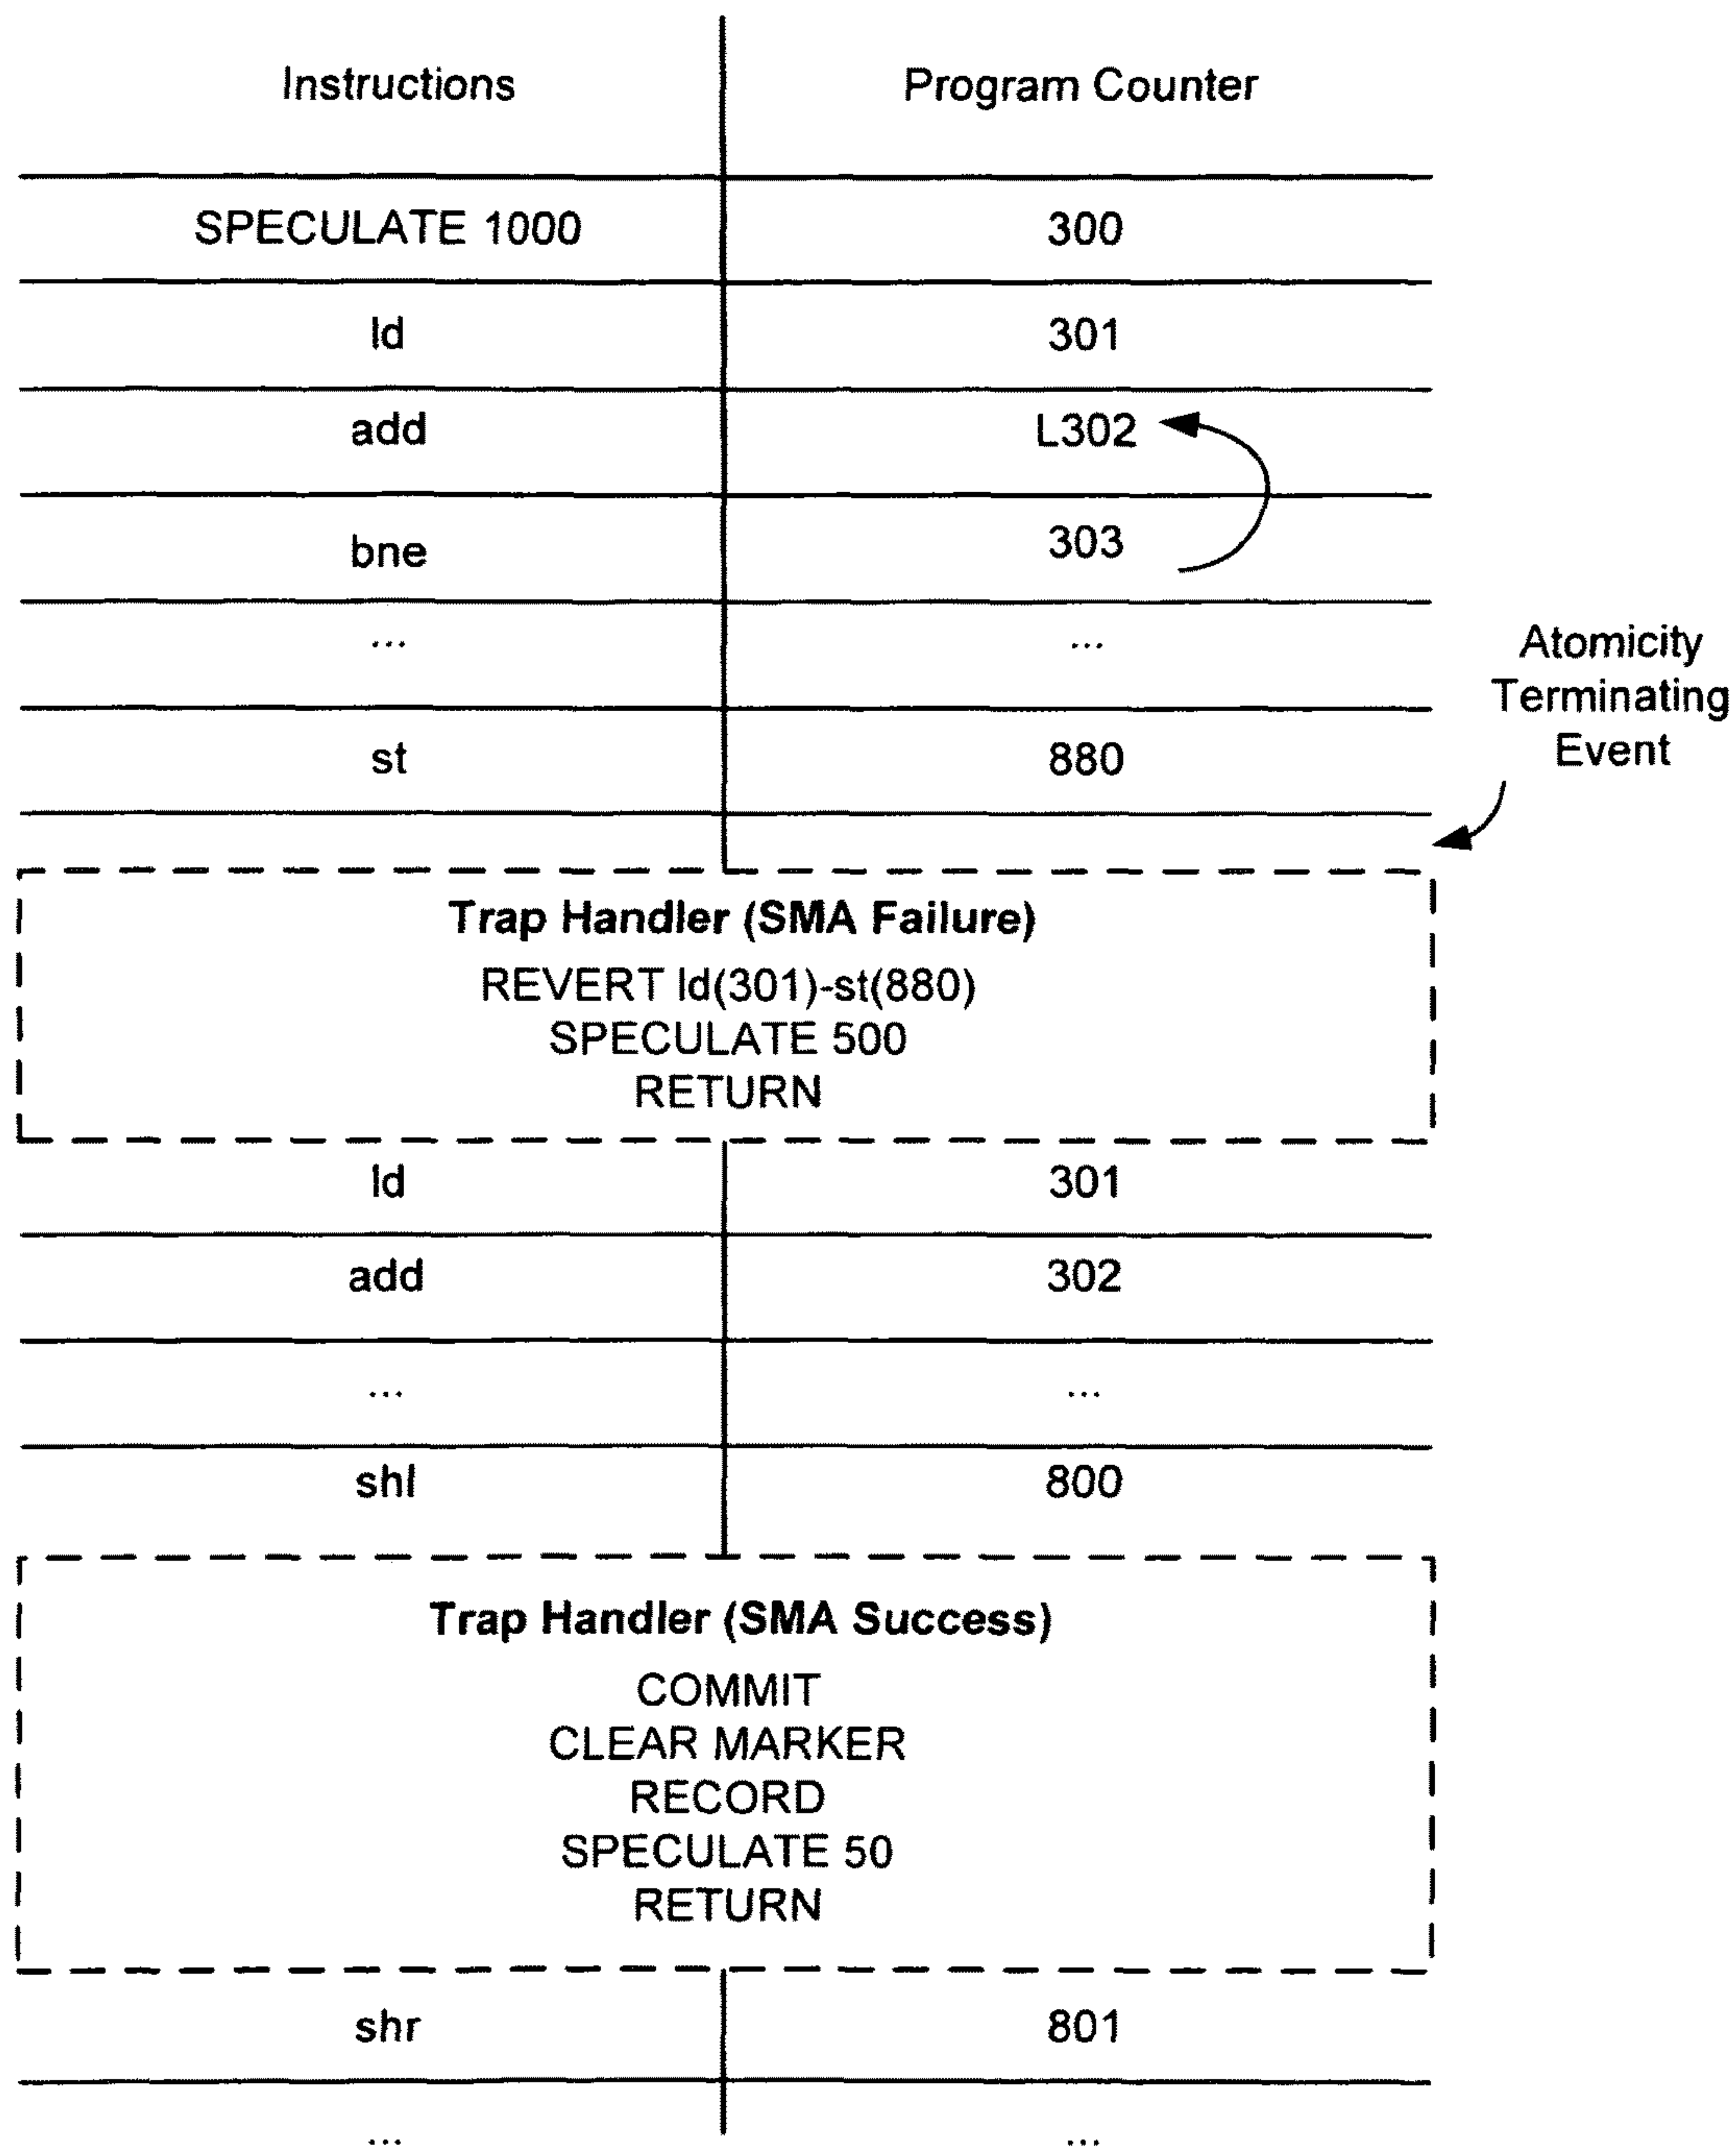 Instructions Program Counter
SPECULATE 1000 300
ld 301
add L302
bne 303
... ...
Atomicity
Terminating
Event
st 880
Trap Handler (SMA Failure)
REVERT ld(301)-st(880)
SPECULATE 500
RETURN
ld 301
add 302
... ...
shl 800
Trap Handler (SMA Success)
COMMIT
CLEAR MARKER
RECORD
SPECULATE 50
RETURN
shr 801
... ...